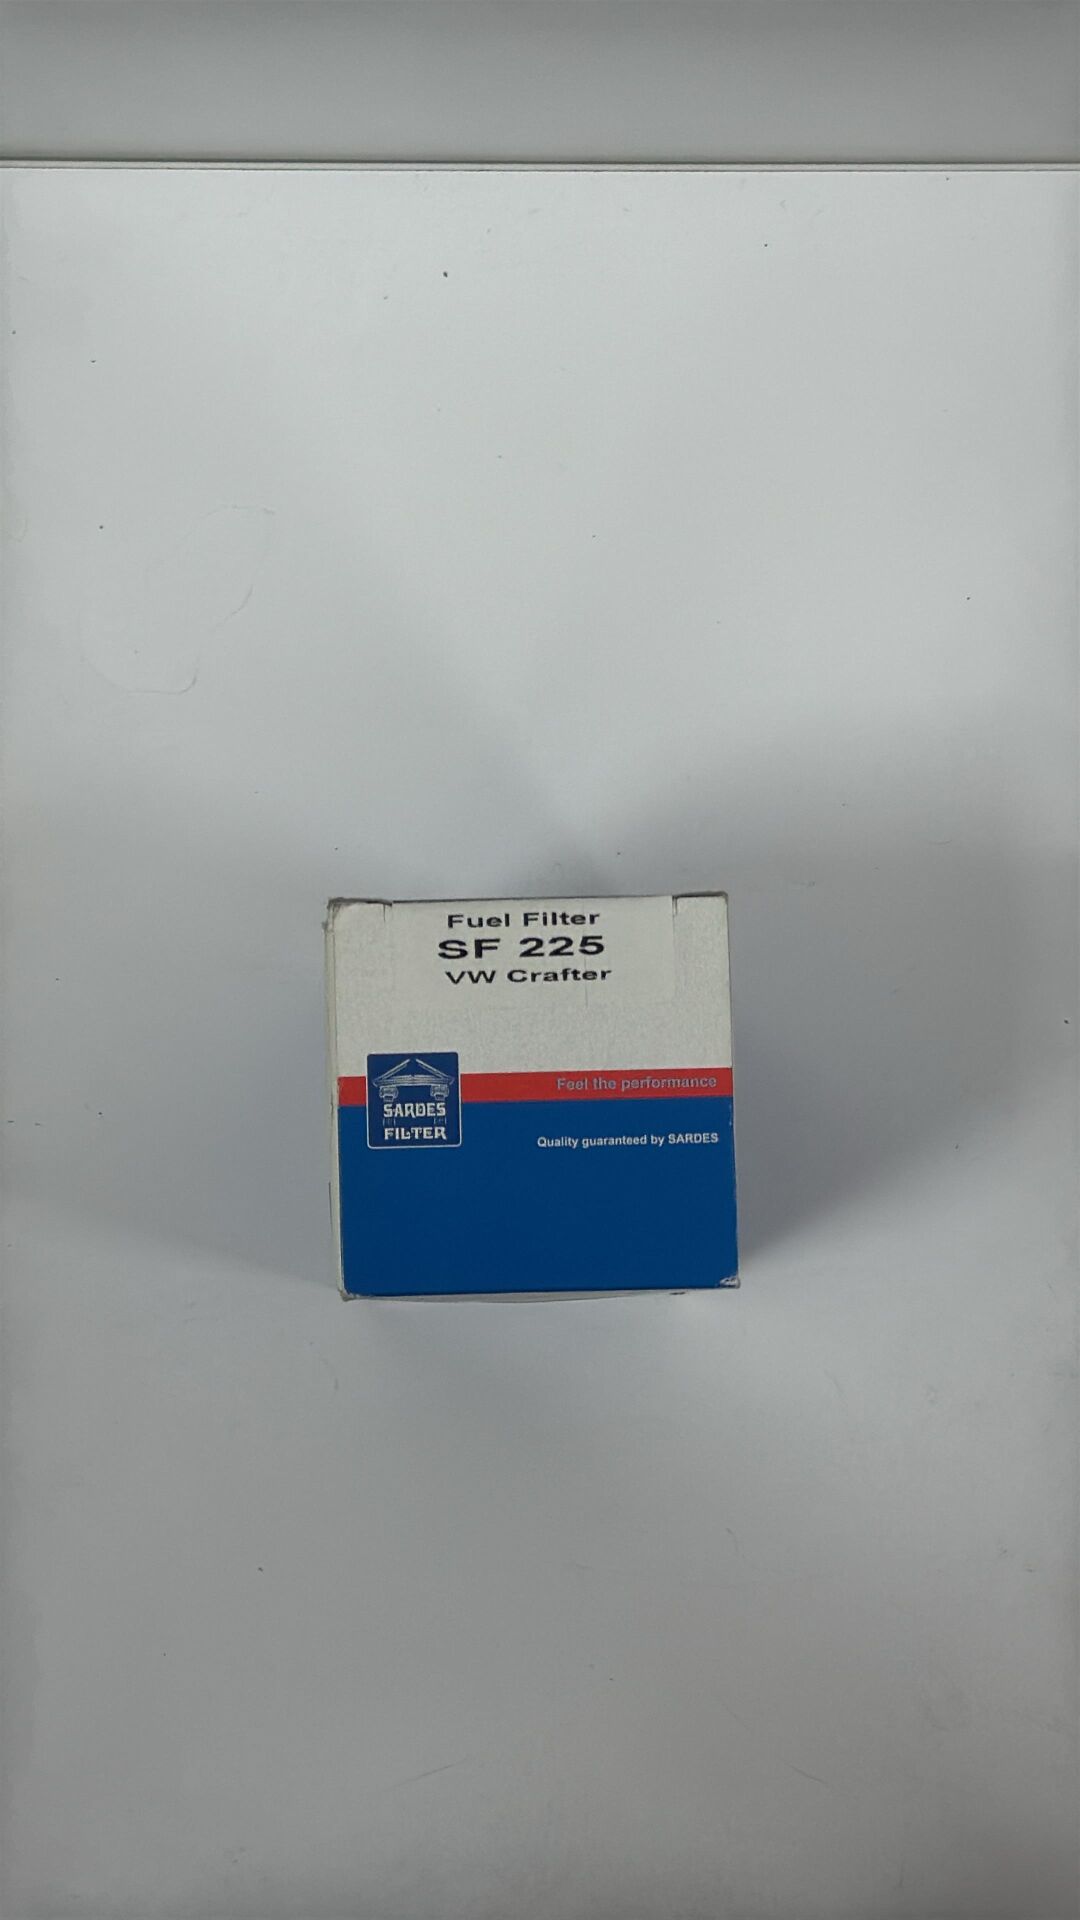 Fuel Filter
SF 225
VW Crafter
Feel the performance
SARDES
FILTER
Quality guaranteed by SARDES